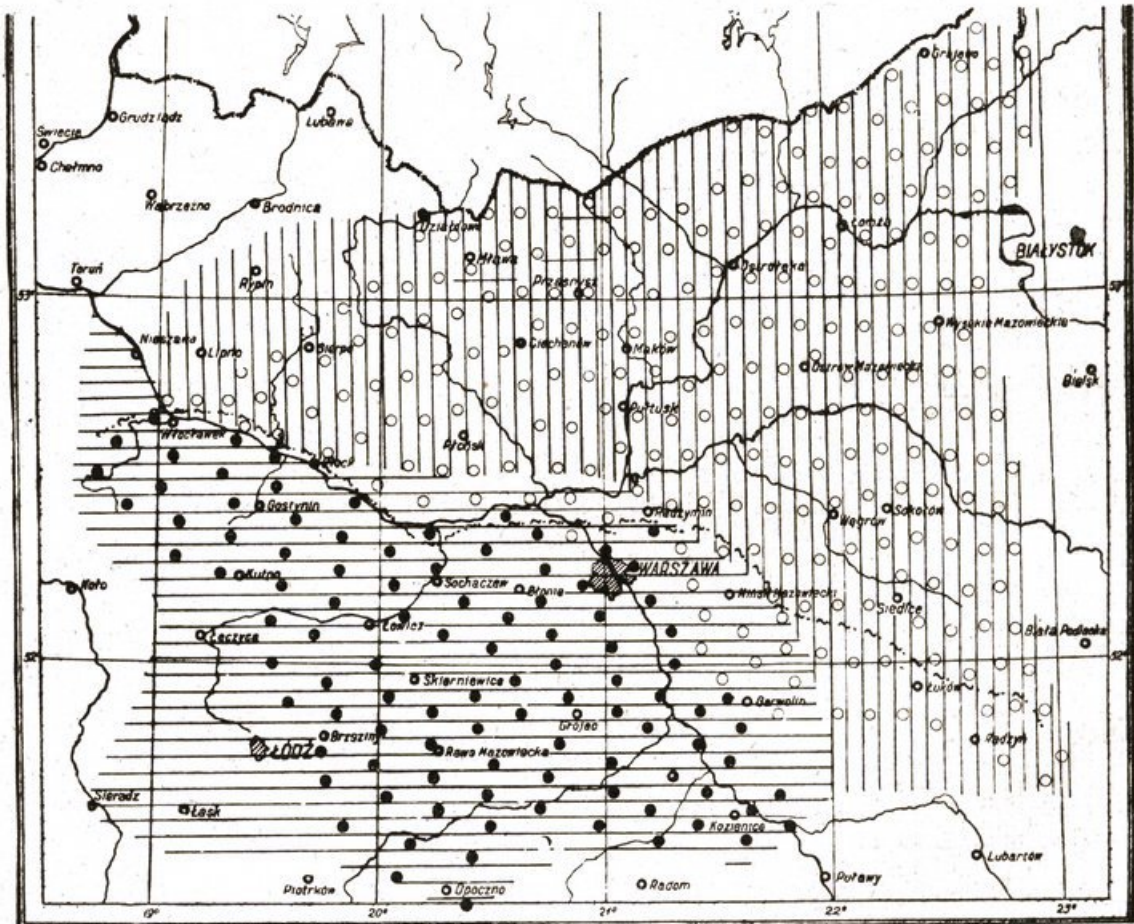 Grajewo
Grudziądz
Lubawa
Świecie
Chełmno
Wąbrzeźno
Brodnica
Działdowo
Łomża
BIAŁYSTOK
Mława
Ostrołęka
Toruń
Rypin
Przasnysz
53°
53°
Wysokie Mazowieckie
Nieszawa
Lipno
Sierpc
Ciechanów
Maków
Ostrów Mazowiecka
Bielsk
Pułtusk
Włocławek
Płońsk
Płock
Gostynin
Radzymin
Węgrów
Sokołów
Koło
Kutno
Sochaczew
Błonie
WARSZAWA
Mińsk Mazowiecki
Siedlce
Łęczyca
Łowicz
Biała Podlaska
52°
52°
Skierniewice
Łuków
Garwolin
Grójec
Brzeziny
ŁÓDŹ
Rawa Mazowiecka
Radzyń
Sieradz
Łask
Kozienice
Lubartów
Piotrków
Opoczno
Radom
Puławy
19°
20°
21°
22°
23°